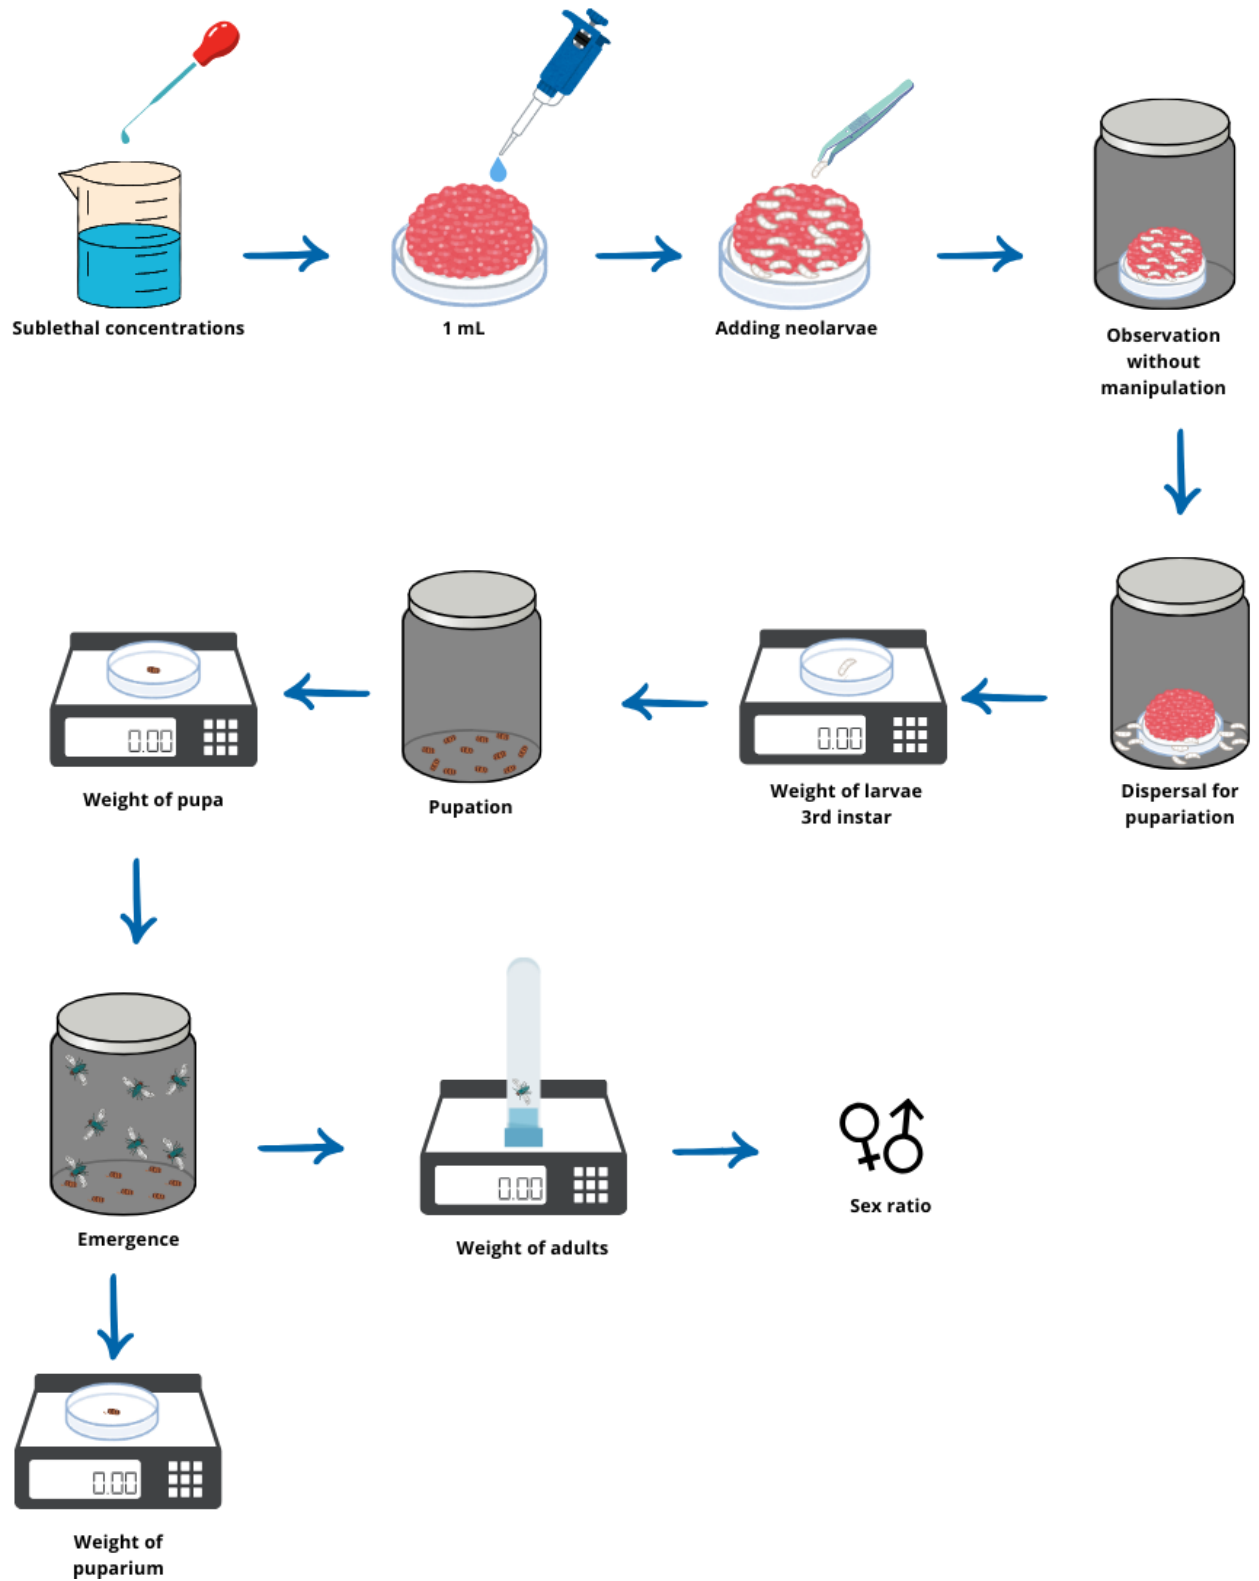 Sublethal concentrations
1 mL
Adding neolarvae
Observation
without
manipulation
Dispersal for
pupariation
0.00
Weight of larvae
3rd instar
Pupation
0.00
Weight of pupa
Emergence
0.00
Weight of adults
Sex ratio
0.00
Weight of
puparium